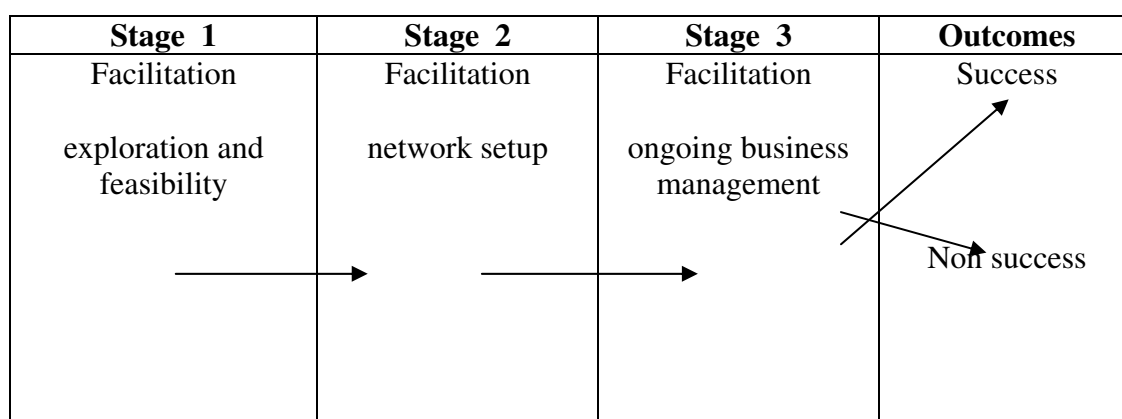 Stage 1 Stage 2 Stage 3 Outcomes
Facilitation Facilitation Facilitation Success
exploration and network setup ongoing business
feasibility management
Non success